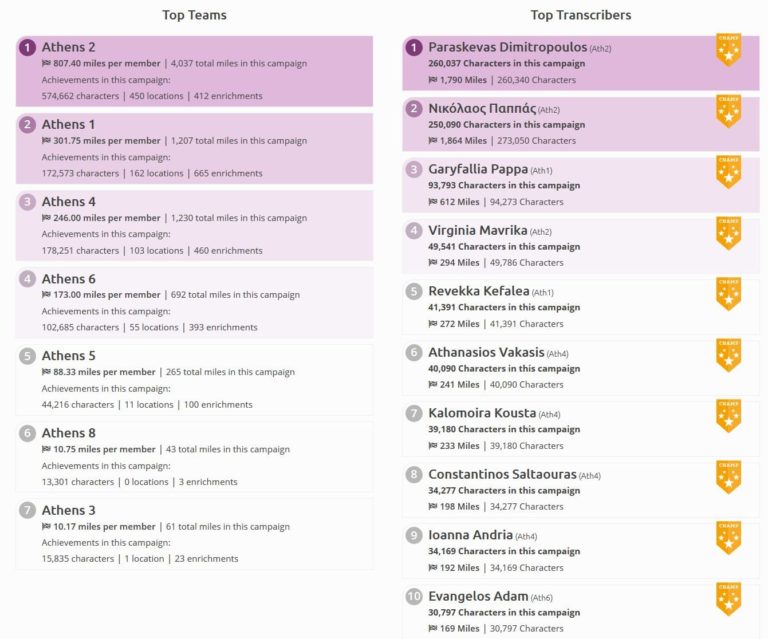 Top Teams
1 Athens 2
807.40 miles per member | 4,037 total miles in this campaign
Achievements in this campaign:
574,662 characters | 450 locations | 412 enrichments
2 Athens 1
301.75 miles per member | 1,207 total miles in this campaign
Achievements in this campaign:
172,573 characters | 162 locations | 665 enrichments
3 Athens 4
246.00 miles per member | 1,230 total miles in this campaign
Achievements in this campaign:
178,251 characters | 103 locations | 460 enrichments
4 Athens 6
173.00 miles per member | 692 total miles in this campaign
Achievements in this campaign:
102,685 characters | 55 locations | 393 enrichments
5 Athens 5
88.33 miles per member | 265 total miles in this campaign
Achievements in this campaign:
44,216 characters | 11 locations | 100 enrichments
6 Athens 8
10.75 miles per member | 43 total miles in this campaign
Achievements in this campaign:
13,301 characters | 0 locations | 3 enrichments
7 Athens 3
10.17 miles per member | 61 total miles in this campaign
Achievements in this campaign:
15,835 characters | 1 location | 23 enrichments
Top Transcribers
1 Paraskevas Dimitropoulos (Ath2)
CHAMP
260,037 Characters in this campaign
1,790 Miles | 260,340 Characters
2 Νικόλαος Παππάς (Ath2)
CHAMP
250,090 Characters in this campaign
1,864 Miles | 273,050 Characters
3 Garyfallia Pappa (Ath1)
CHAMP
93,793 Characters in this campaign
612 Miles | 94,273 Characters
4 Virginia Mavrika (Ath2)
CHAMP
49,541 Characters in this campaign
294 Miles | 49,786 Characters
5 Revekka Kefalea (Ath1)
CHAMP
41,391 Characters in this campaign
272 Miles | 41,391 Characters
6 Athanasios Vakasis (Ath4)
CHAMP
40,090 Characters in this campaign
241 Miles | 40,090 Characters
7 Kalomoira Kousta (Ath4)
CHAMP
39,180 Characters in this campaign
233 Miles | 39,180 Characters
8 Constantinos Saltaouras (Ath4)
CHAMP
34,277 Characters in this campaign
198 Miles | 34,277 Characters
9 Ioanna Andria (Ath4)
CHAMP
34,169 Characters in this campaign
192 Miles | 34,169 Characters
10 Evangelos Adam (Ath6)
CHAMP
30,797 Characters in this campaign
169 Miles | 30,797 Characters